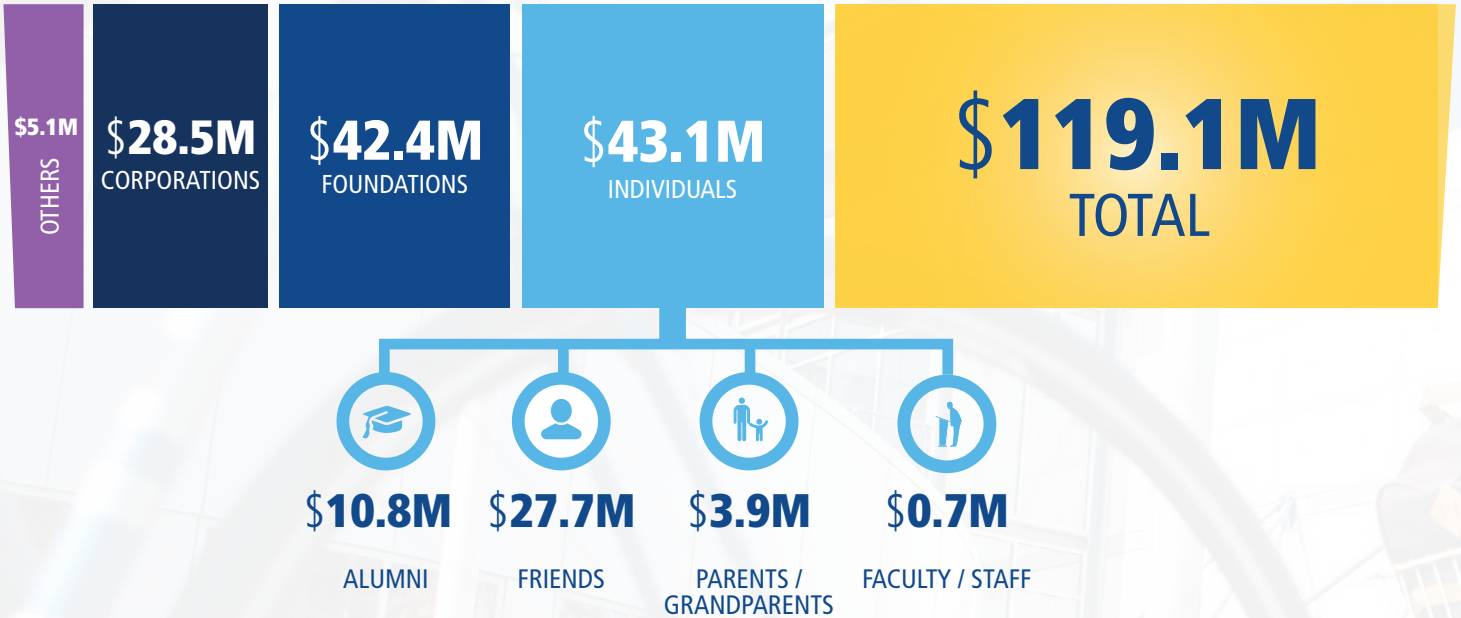 $5.1M
OTHERS
$28.5M
CORPORATIONS
$42.4M
FOUNDATIONS
$43.1M
INDIVIDUALS
$119.1M
TOTAL
$10.8M
ALUMNI
$27.7M
FRIENDS
$3.9M
PARENTS /
GRANDPARENTS
$0.7M
FACULTY / STAFF